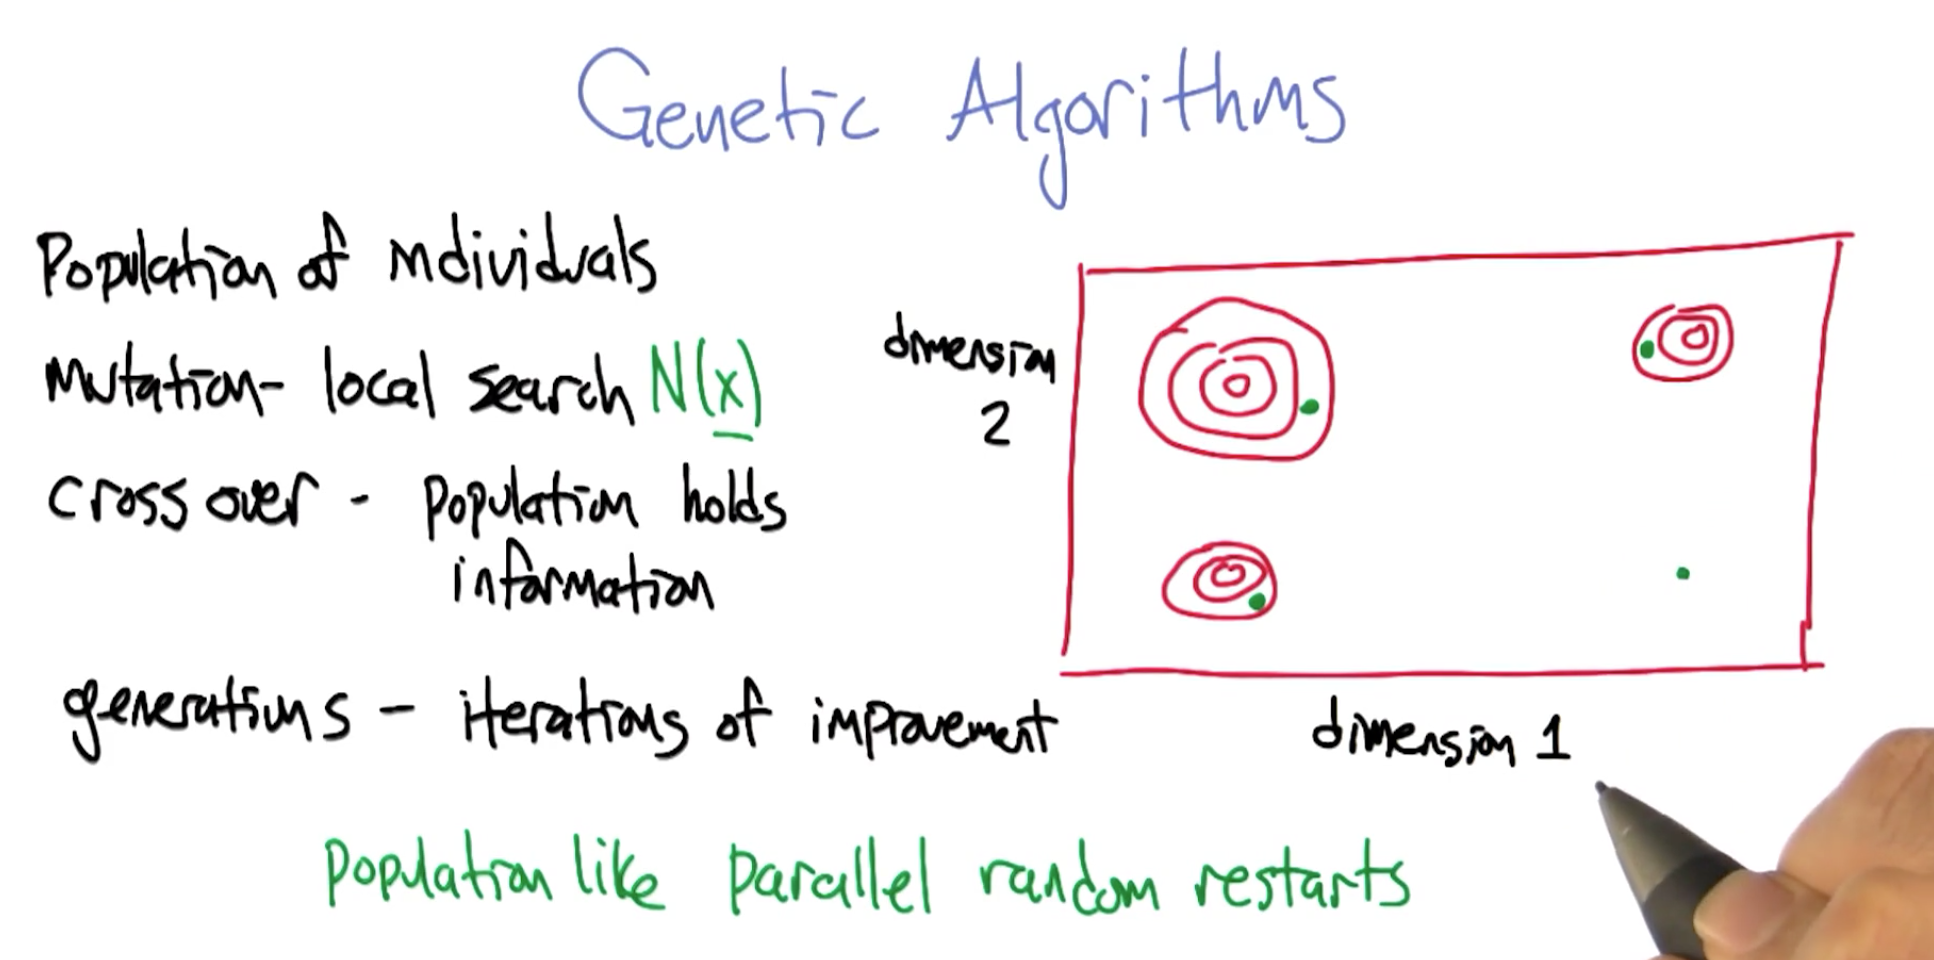 Genetic Algorithms
Population of individuals
Mutation - local search N(x)
cross over - population holds
information
generations - iterations of improvement
dimension
2
dimension 1
Population like parallel random restarts